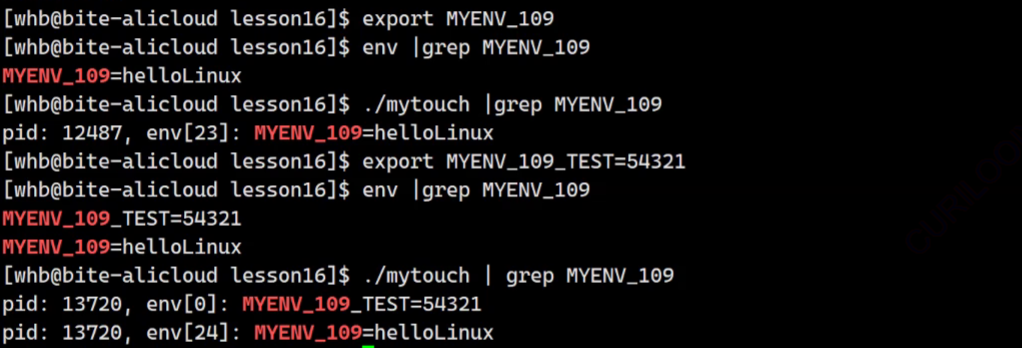 [whb@bite-alicloud lesson16]$ export MYENV_109
[whb@bite-alicloud lesson16]$ env |grep MYENV_109
MYENV_109=helloLinux
[whb@bite-alicloud lesson16]$ ./mytouch |grep MYENV_109
pid: 12487, env[23]: MYENV_109=helloLinux
[whb@bite-alicloud lesson16]$ export MYENV_109_TEST=54321
[whb@bite-alicloud lesson16]$ env |grep MYENV_109
MYENV_109_TEST=54321
MYENV_109=helloLinux
[whb@bite-alicloud lesson16]$ ./mytouch | grep MYENV_109
pid: 13720, env[0]: MYENV_109_TEST=54321
pid: 13720, env[24]: MYENV_109=helloLinux